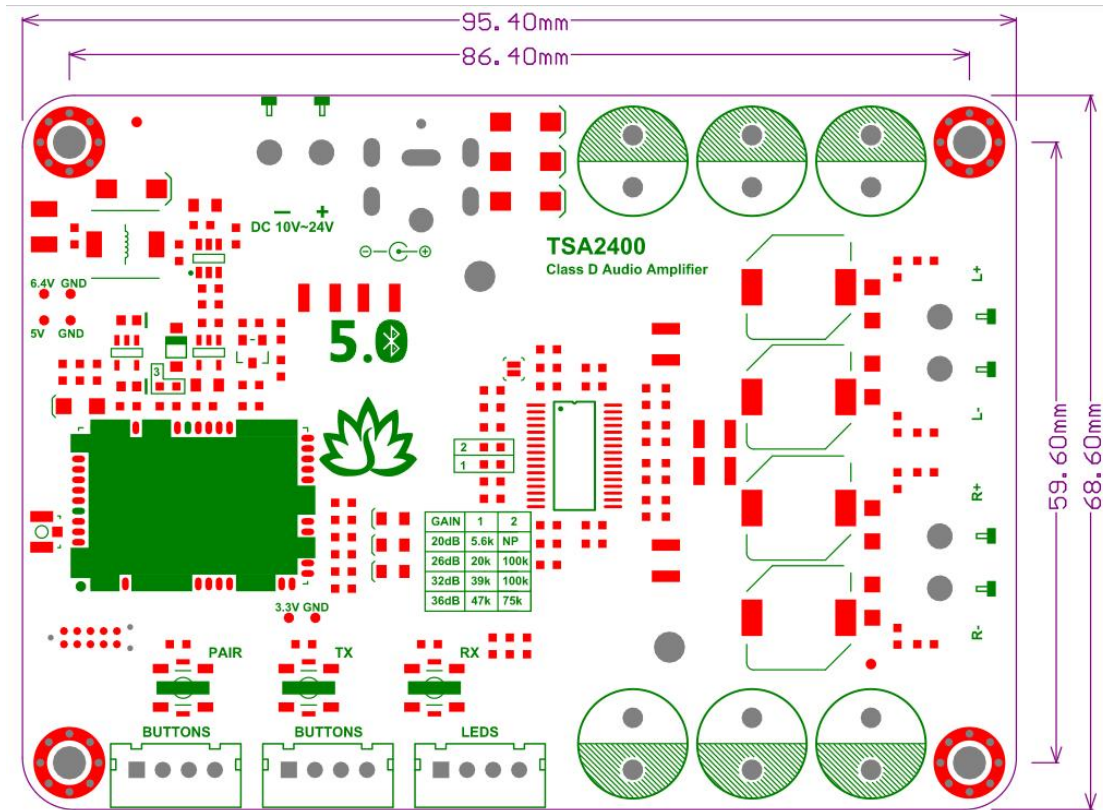 95.40mm
86.40mm
− +
DC 10V~24V
TSA2400
Class D Audio Amplifier
L+
6.4V GND
5V GND
5.0
3
L-
2
1
59.60mm
68.60mm
R+
GAIN 1 2
20dB 5.6k NP
26dB 20k 100k
32dB 39k 100k
36dB 47k 75k
3.3V GND
R-
PAIR TX RX
BUTTONS BUTTONS LEDS